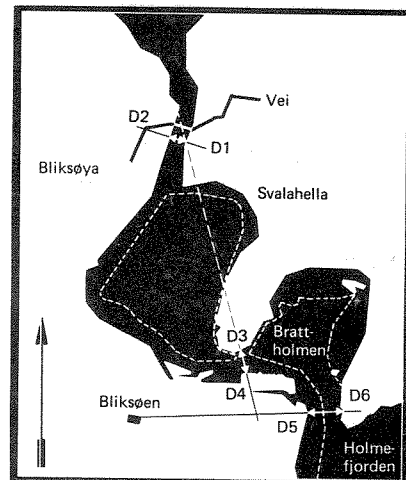 Vei
D2
D1
Bliksøya
Svalahella
D3
Bratt-
holmen
D4
D6
Bliksøen
D5
Holme-
fjorden